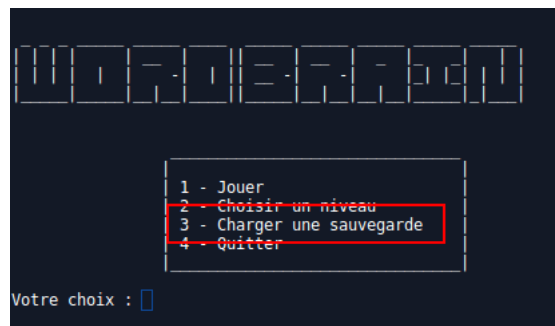 WORDBRAIN
1 - Jouer
2 - Choisir un niveau
3 - Charger une sauvegarde
4 - Quitter
Votre choix :